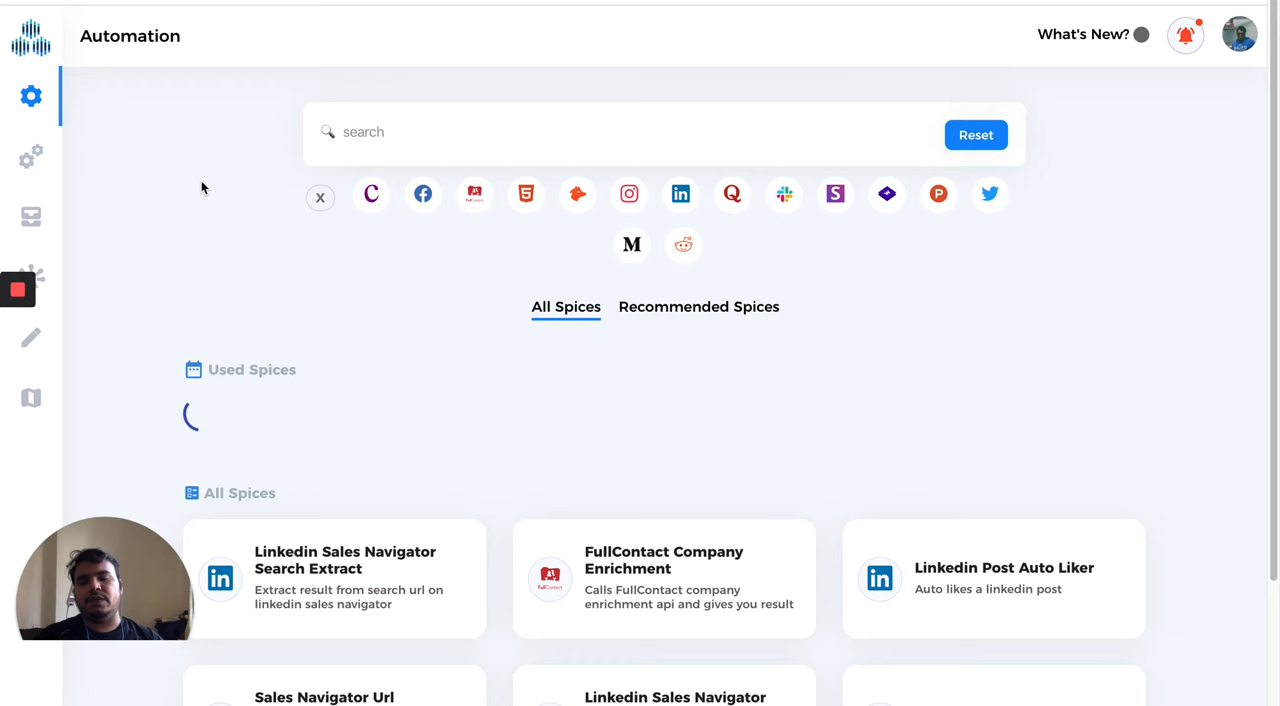 Automation
What's New?
search
Reset
X
All Spices
Recommended Spices
Used Spices
All Spices
Linkedin Sales Navigator
Search Extract
Extract result from search url on
linkedin sales navigator
FullContact Company
Enrichment
Calls FullContact company
enrichment api and gives you result
Linkedin Post Auto Liker
Auto likes a linkedin post
Sales Navigator Url
Linkedin Sales Navigator